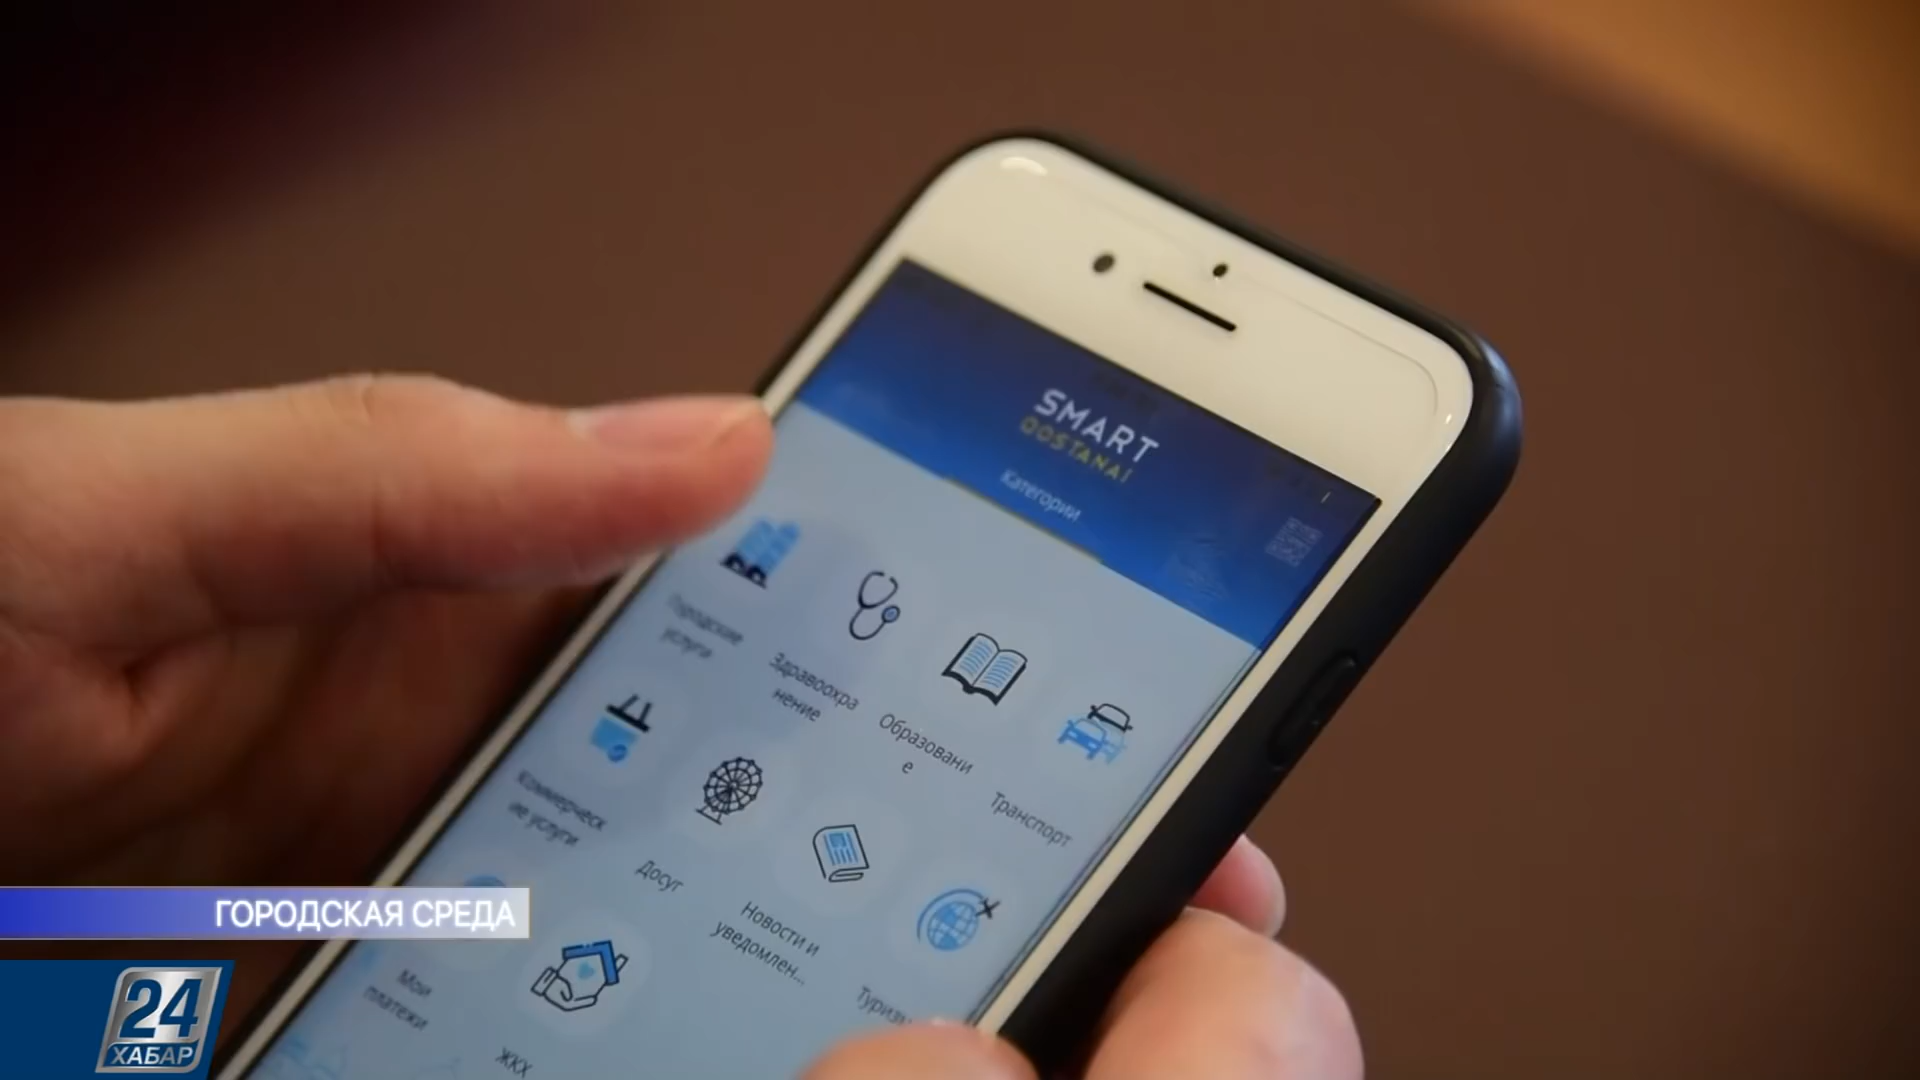 SMART
QOSTANAI
Категории
Городские
услуги
Здравоохра
нение
Образовани
е
Транспорт
Коммерческ
ие услуги
Досуг
Новости и
уведомлен...
Туризм
Мои
платежи
ЖКХ
ГОРОДСКАЯ СРЕДА
24
ХАБАР